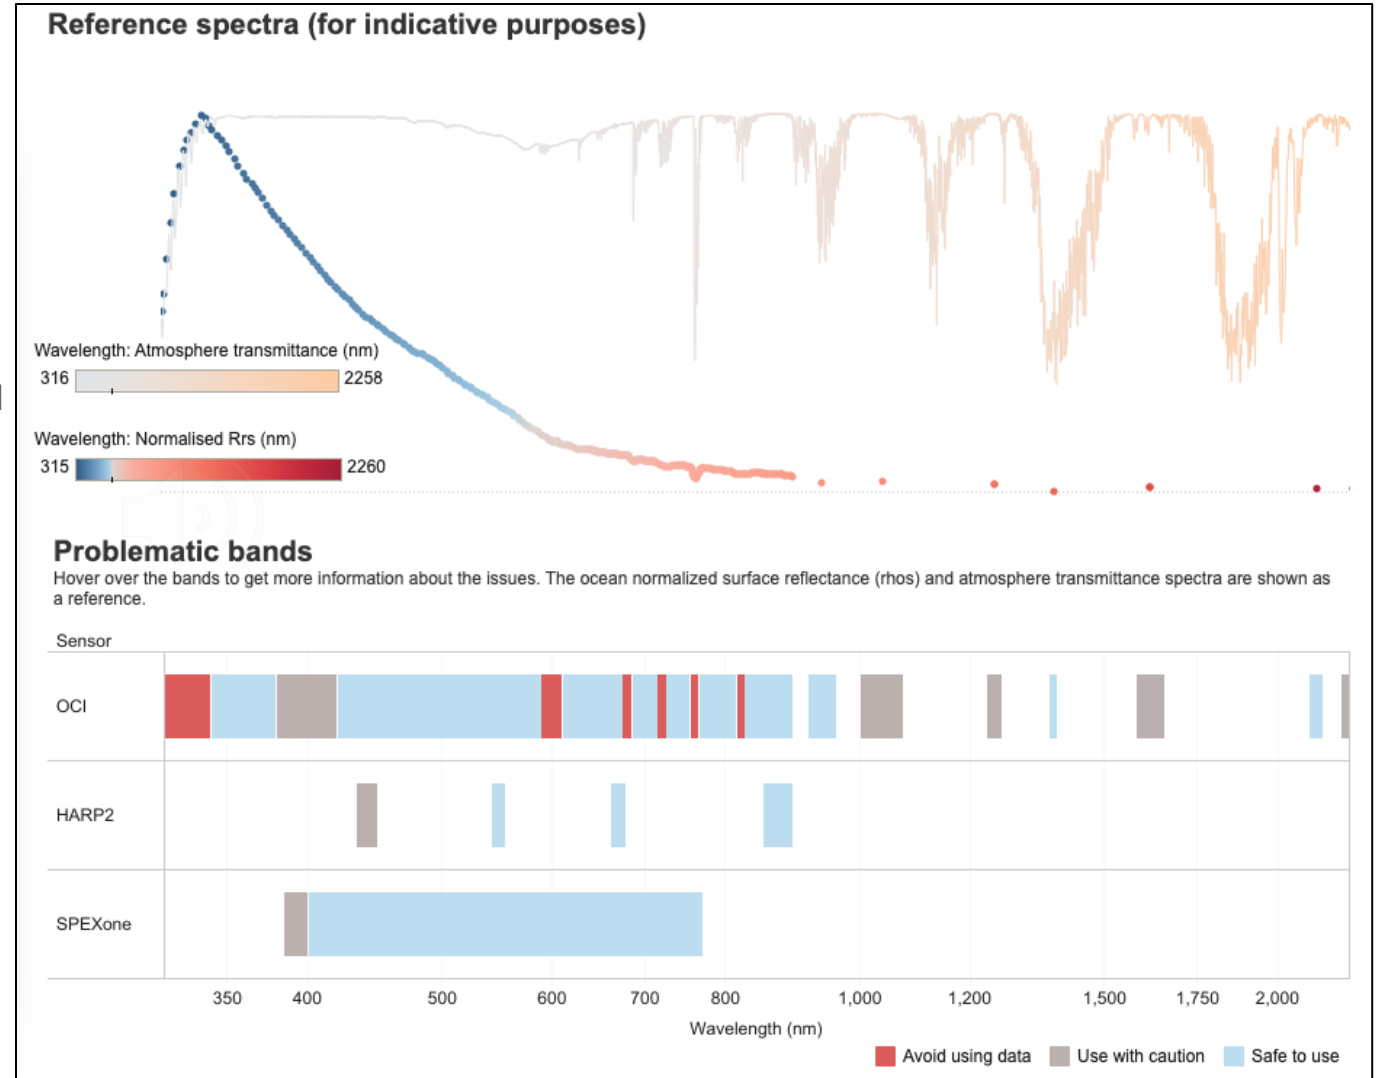 Reference spectra (for indicative purposes)
Wavelength: Atmosphere transmittance (nm)
316 2258
Wavelength: Normalised Rrs (nm)
315 2260
Problematic bands
Hover over the bands to get more information about the issues. The ocean normalized surface reflectance (rhos) and atmosphere transmittance spectra are shown as
a reference.
Sensor
OCI
HARP2
SPEXone
350 400 500 600 700 800 1,000 1,200 1,500 1,750 2,000
Wavelength (nm)
Avoid using data Use with caution Safe to use